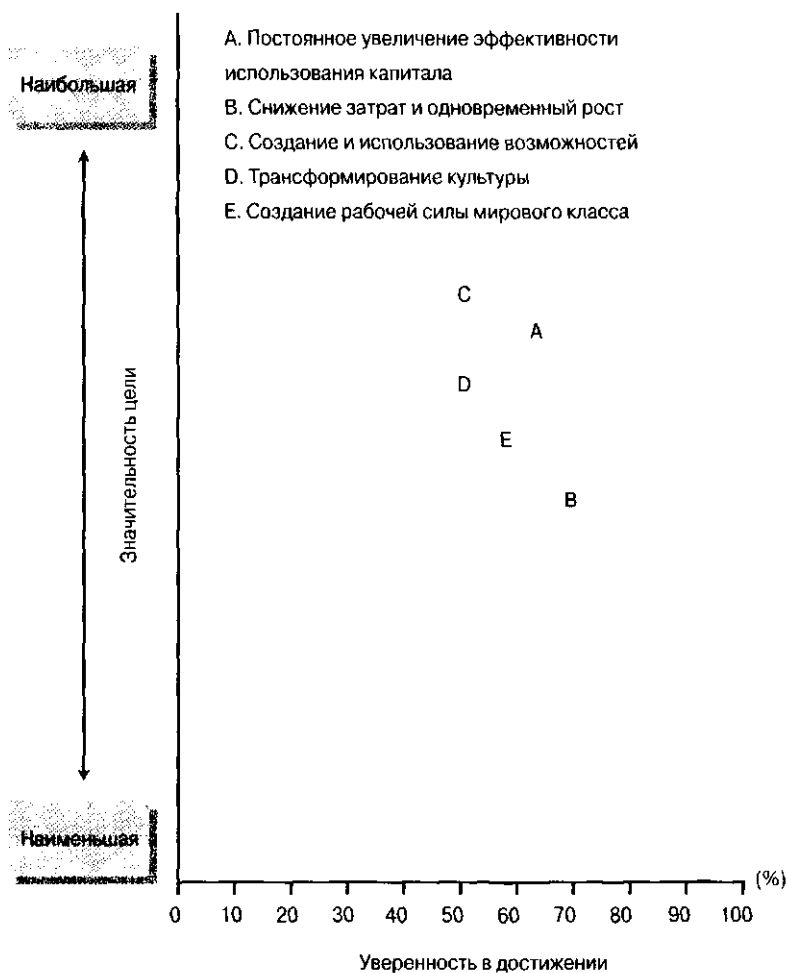 А. Постоянное увеличение эффективности
использования капитала
В. Снижение затрат и одновременный рост
С. Создание и использование возможностей
D. Трансформирование культуры
Е. Создание рабочей силы мирового класса
Наибольшая
Значительность цели
Наименьшая
C
A
D
E
B
(%)
0 10 20 30 40 50 60 70 80 90 100
Уверенность в достижении